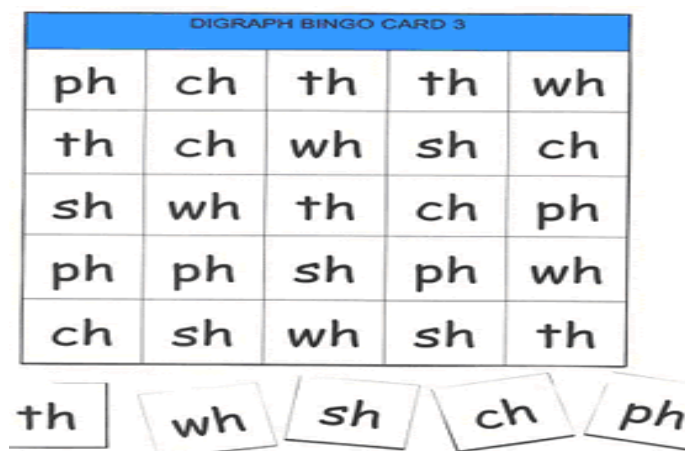 DIGRAPH BINGO CARD 3
ph ch th th wh
th ch wh sh ch
sh wh th ch ph
ph ph sh ph wh
ch sh wh sh th
th wh sh ch ph